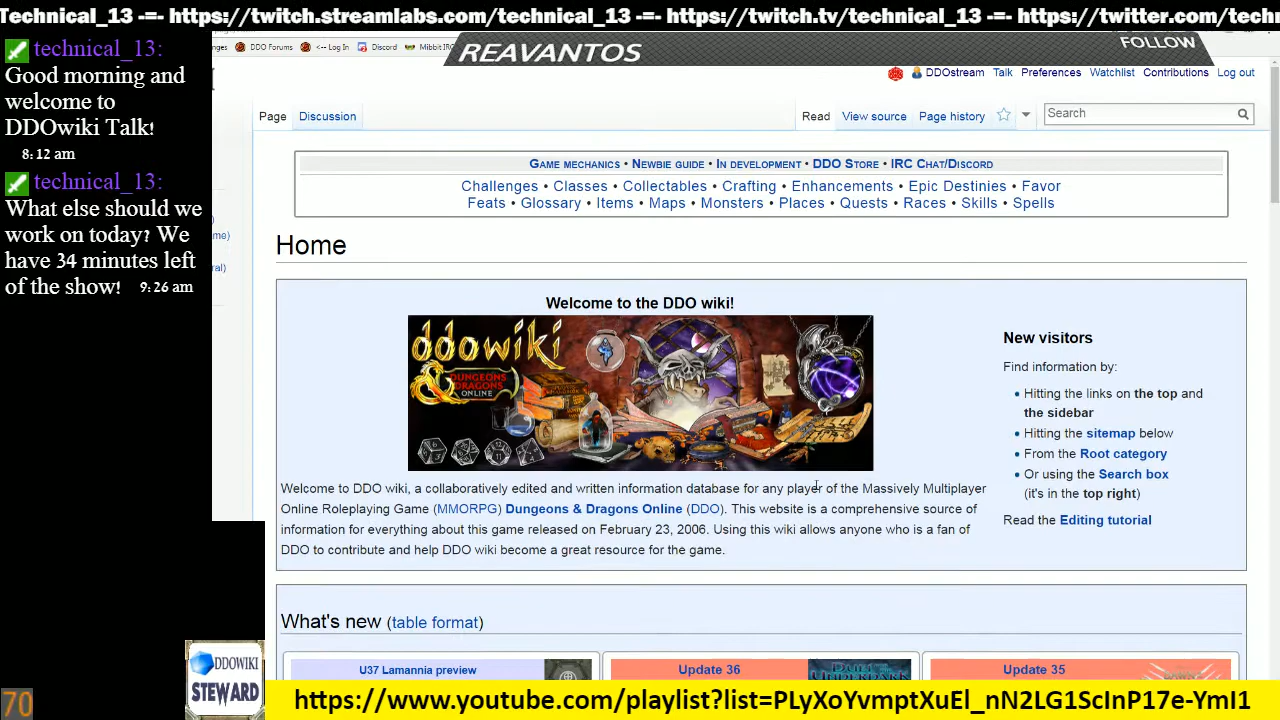 Technical_13 -=- https://twitch.streamlabs.com/technical_13 -=- https://twitch.tv/technical_13 -=- https://twitter.com/techn
technical_13:
Good morning and
welcome to
DDOwiki Talk!
8:12 am
technical_13:
What else should we
work on today? We
have 34 minutes left
of the show! 9:26 am
DDO Forums <-- Log In Discord Mibbit IRC
REAVANTOS
FOLLOW
DDOstream Talk Preferences Watchlist Contributions Log out
Page Discussion Read View source Page history Search
GAME MECHANICS • NEWBIE GUIDE • IN DEVELOPMENT • DDO STORE • IRC CHAT/DISCORD
Challenges • Classes • Collectables • Crafting • Enhancements • Epic Destinies • Favor
Feats • Glossary • Items • Maps • Monsters • Places • Quests • Races • Skills • Spells
Home
Welcome to the DDO wiki!
ddowiki
DUNGEONS & DRAGONS
ONLINE
Welcome to DDO wiki, a collaboratively edited and written information database for any player of the Massively Multiplayer
Online Roleplaying Game (MMORPG) Dungeons & Dragons Online (DDO). This website is a comprehensive source of
information for everything about this game released on February 23, 2006. Using this wiki allows anyone who is a fan of
DDO to contribute and help DDO wiki become a great resource for the game.
New visitors
Find information by:
• Hitting the links on the top and
the sidebar
• Hitting the sitemap below
• From the Root category
• Or using the Search box
(it's in the top right)
Read the Editing tutorial
What's new (table format)
U37 Lamannia preview
Update 36
Update 35
DDOWIKI
STEWARD
70
https://www.youtube.com/playlist?list=PLyXoYvmptXuEl_nN2LG1ScInP17e-YmI1